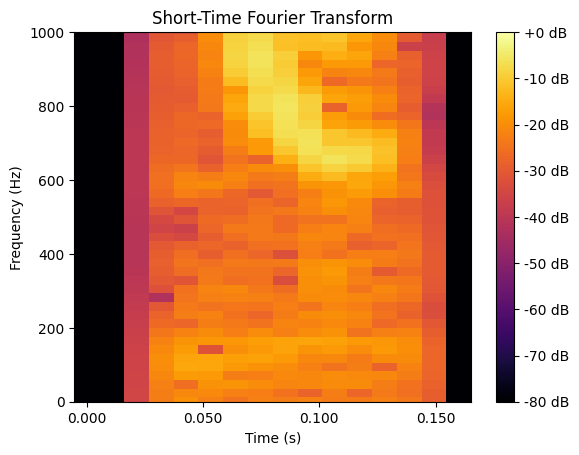 Short-Time Fourier Transform
1000
800
600
400
200
0
Frequency (Hz)
0.000
0.050
0.100
0.150
Time (s)
+0 dB
-10 dB
-20 dB
-30 dB
-40 dB
-50 dB
-60 dB
-70 dB
-80 dB